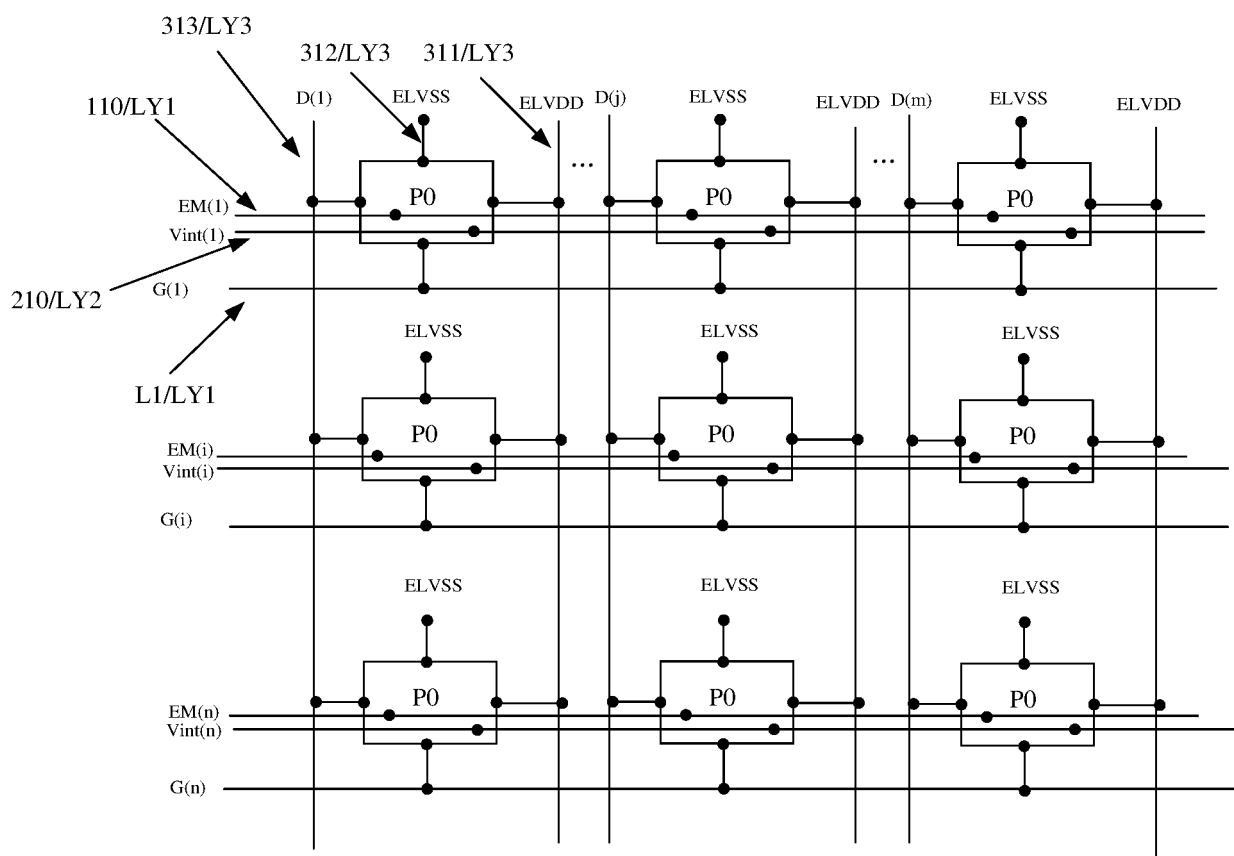 313/LY3
312/LY3
311/LY3
110/LY1
D(1)
ELVSS
ELVDD
D(j)
ELVSS
ELVDD
D(m)
ELVSS
ELVDD
...
...
P0
P0
P0
EM(1)
Vint(1)
210/LY2
G(1)
L1/LY1
ELVSS
ELVSS
ELVSS
P0
P0
P0
EM(i)
Vint(i)
G(i)
ELVSS
ELVSS
ELVSS
P0
P0
P0
EM(n)
Vint(n)
G(n)